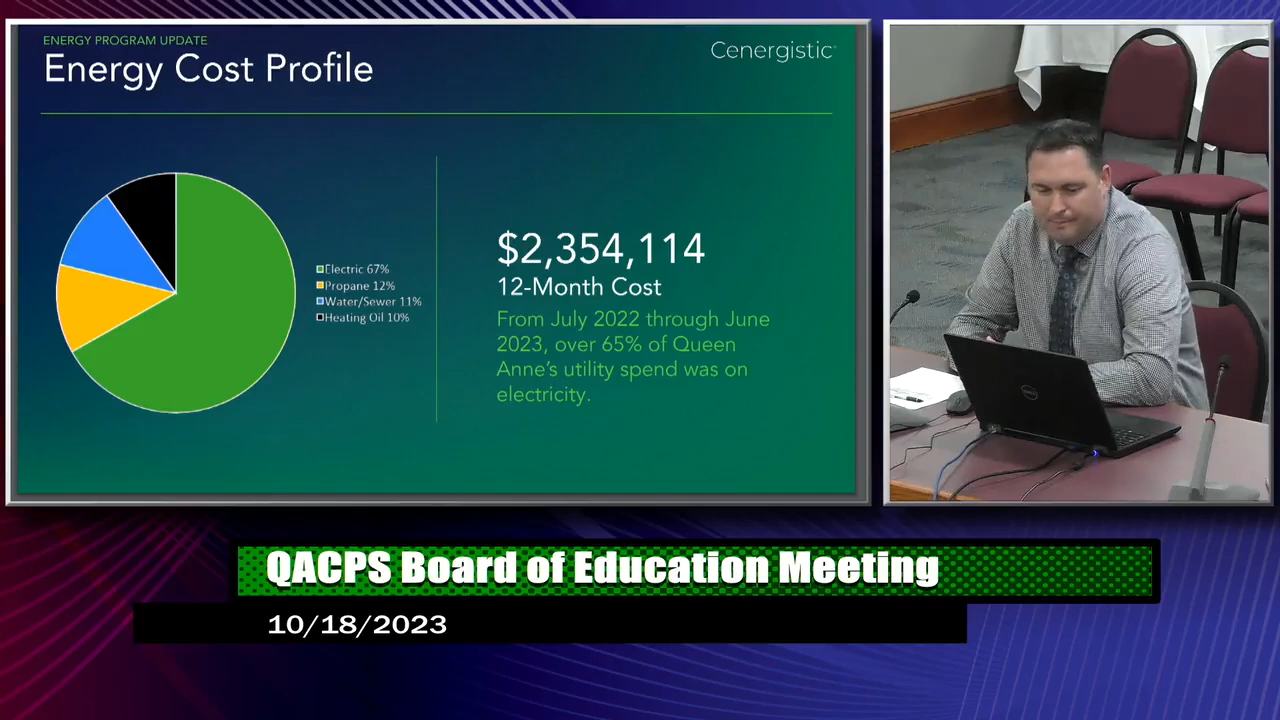 ENERGY PROGRAM UPDATE
Energy Cost Profile
Cenergistic
Electric 67%
Propane 12%
Water/Sewer 11%
Heating Oil 10%
$2,354,114
12-Month Cost
From July 2022 through June
2023, over 65% of Queen
Anne's utility spend was on
electricity.
QACPS Board of Education Meeting
10/18/2023